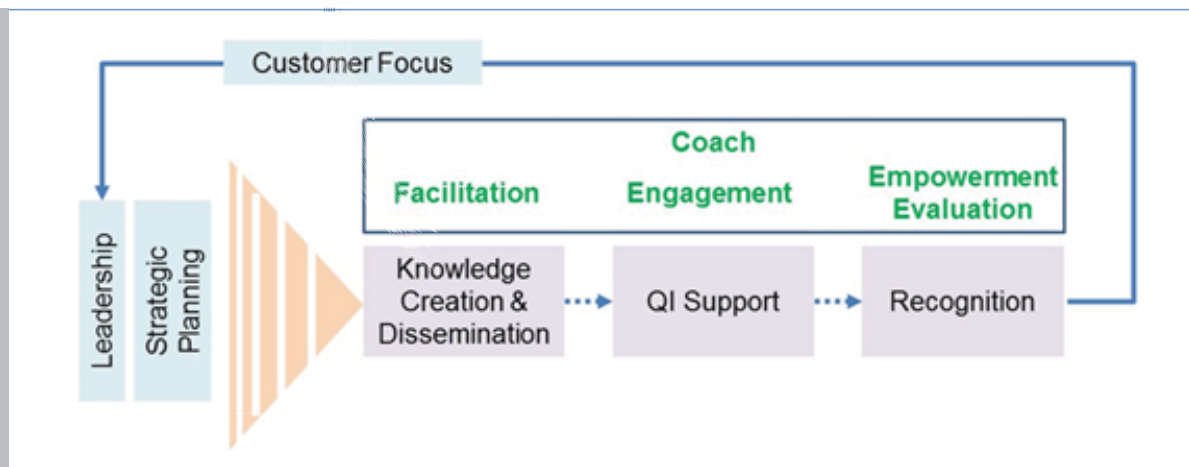 Customer Focus
Coach
Facilitation
Engagement
Empowerment
Evaluation
Leadership
Strategic
Planning
Knowledge
Creation &
Dissemination
QI Support
Recognition